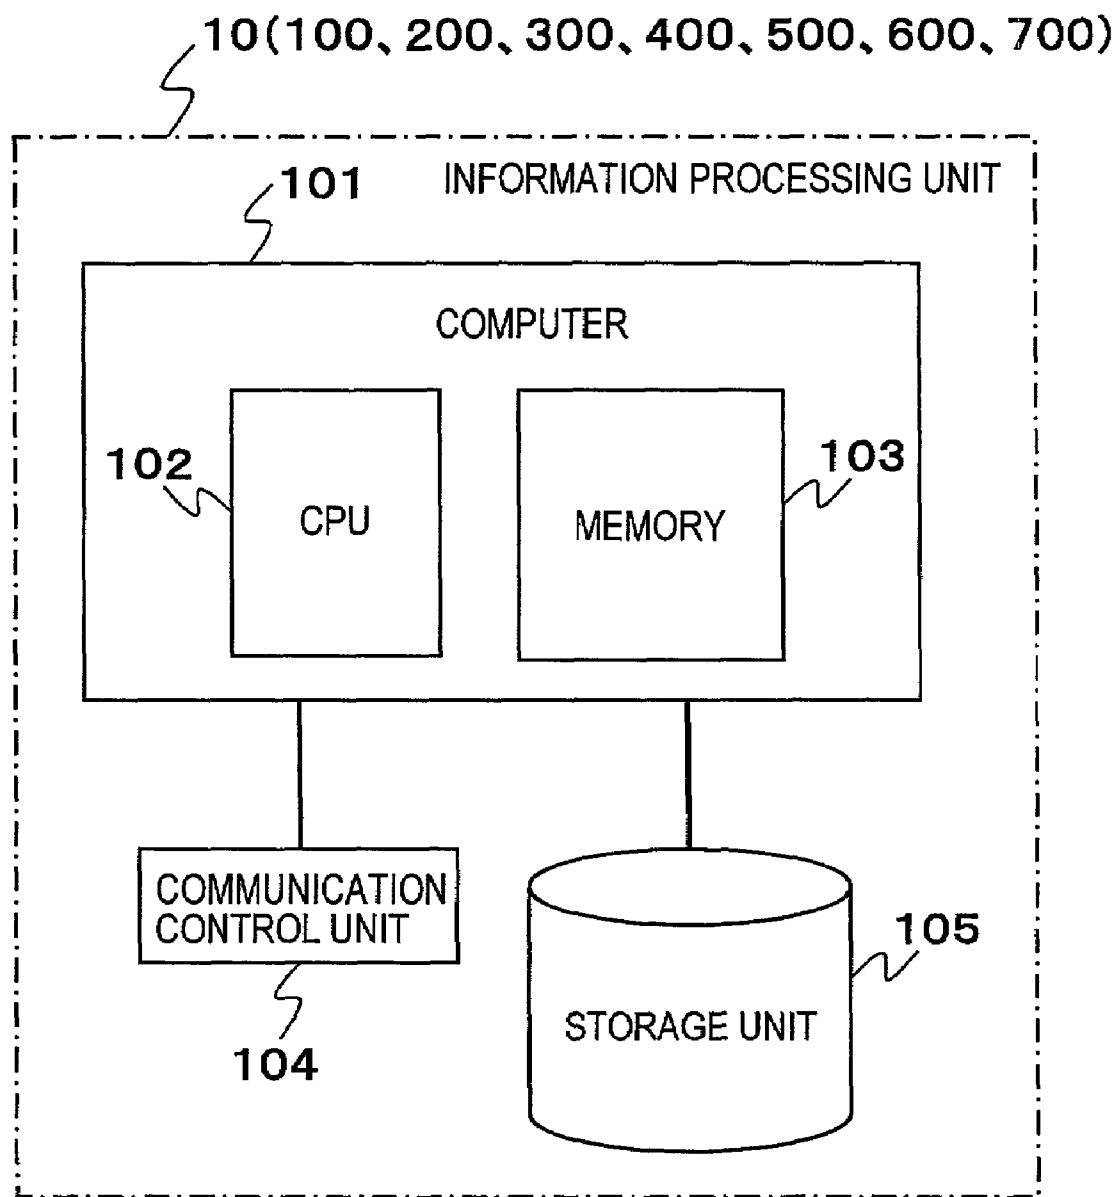 10(100、200、300、400、500、600、700)
INFORMATION PROCESSING UNIT
101
COMPUTER
102
CPU
MEMORY
103
COMMUNICATION
CONTROL UNIT
104
STORAGE UNIT
105